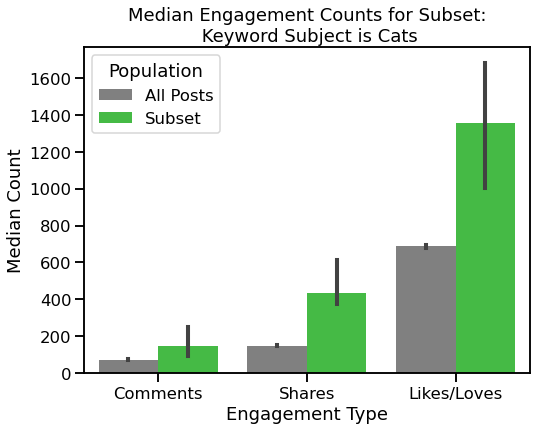 Median Engagement Counts for Subset:
Keyword Subject is Cats
Population
All Posts
Subset
Median Count
1600
1400
1200
1000
800
600
400
200
0
Comments
Shares
Likes/Loves
Engagement Type